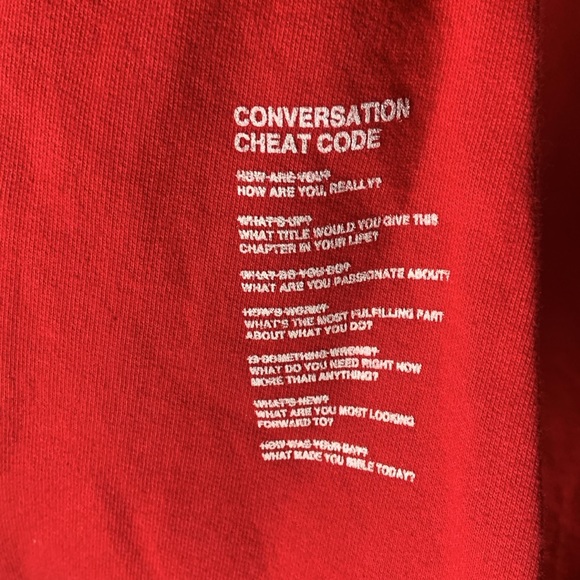 CONVERSATION
CHEAT CODE
HOW ARE YOU?
HOW ARE YOU, REALLY?
WHAT'S UP?
WHAT TITLE WOULD YOU GIVE THIS
CHAPTER IN YOUR LIFE?
WHAT DO YOU DO?
WHAT ARE YOU PASSIONATE ABOUT?
HOW'S WORK?
WHAT'S THE MOST FULFILLING PART
ABOUT WHAT YOU DO?
IS SOMETHING WRONG?
WHAT DO YOU NEED RIGHT NOW
MORE THAN ANYTHING?
WHAT'S NEW?
WHAT ARE YOU MOST LOOKING
FORWARD TO?
HOW WAS YOUR DAY?
WHAT MADE YOU SMILE TODAY?